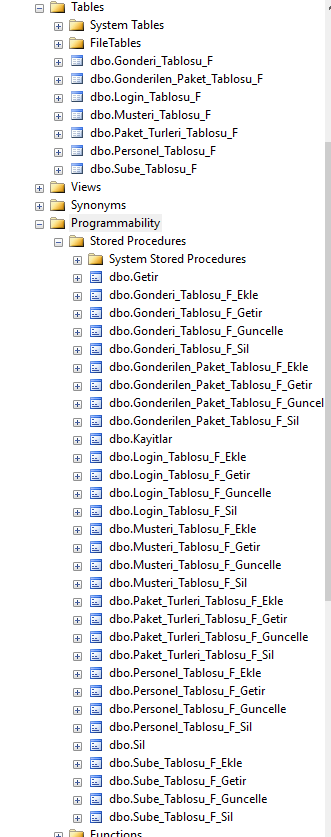 Tables
System Tables
FileTables
dbo.Gonderi_Tablosu_F
dbo.Gonderilen_Paket_Tablosu_F
dbo.Login_Tablosu_F
dbo.Musteri_Tablosu_F
dbo.Paket_Turleri_Tablosu_F
dbo.Personel_Tablosu_F
dbo.Sube_Tablosu_F
Views
Synonyms
Programmability
Stored Procedures
System Stored Procedures
dbo.Getir
dbo.Gonderi_Tablosu_F_Ekle
dbo.Gonderi_Tablosu_F_Getir
dbo.Gonderi_Tablosu_F_Guncelle
dbo.Gonderi_Tablosu_F_Sil
dbo.Gonderilen_Paket_Tablosu_F_Ekle
dbo.Gonderilen_Paket_Tablosu_F_Getir
dbo.Gonderilen_Paket_Tablosu_F_Guncel
dbo.Gonderilen_Paket_Tablosu_F_Sil
dbo.Kayitlar
dbo.Login_Tablosu_F_Ekle
dbo.Login_Tablosu_F_Getir
dbo.Login_Tablosu_F_Guncelle
dbo.Login_Tablosu_F_Sil
dbo.Musteri_Tablosu_F_Ekle
dbo.Musteri_Tablosu_F_Getir
dbo.Musteri_Tablosu_F_Guncelle
dbo.Musteri_Tablosu_F_Sil
dbo.Paket_Turleri_Tablosu_F_Ekle
dbo.Paket_Turleri_Tablosu_F_Getir
dbo.Paket_Turleri_Tablosu_F_Guncelle
dbo.Paket_Turleri_Tablosu_F_Sil
dbo.Personel_Tablosu_F_Ekle
dbo.Personel_Tablosu_F_Getir
dbo.Personel_Tablosu_F_Guncelle
dbo.Personel_Tablosu_F_Sil
dbo.Sil
dbo.Sube_Tablosu_F_Ekle
dbo.Sube_Tablosu_F_Getir
dbo.Sube_Tablosu_F_Guncelle
dbo.Sube_Tablosu_F_Sil
Functions